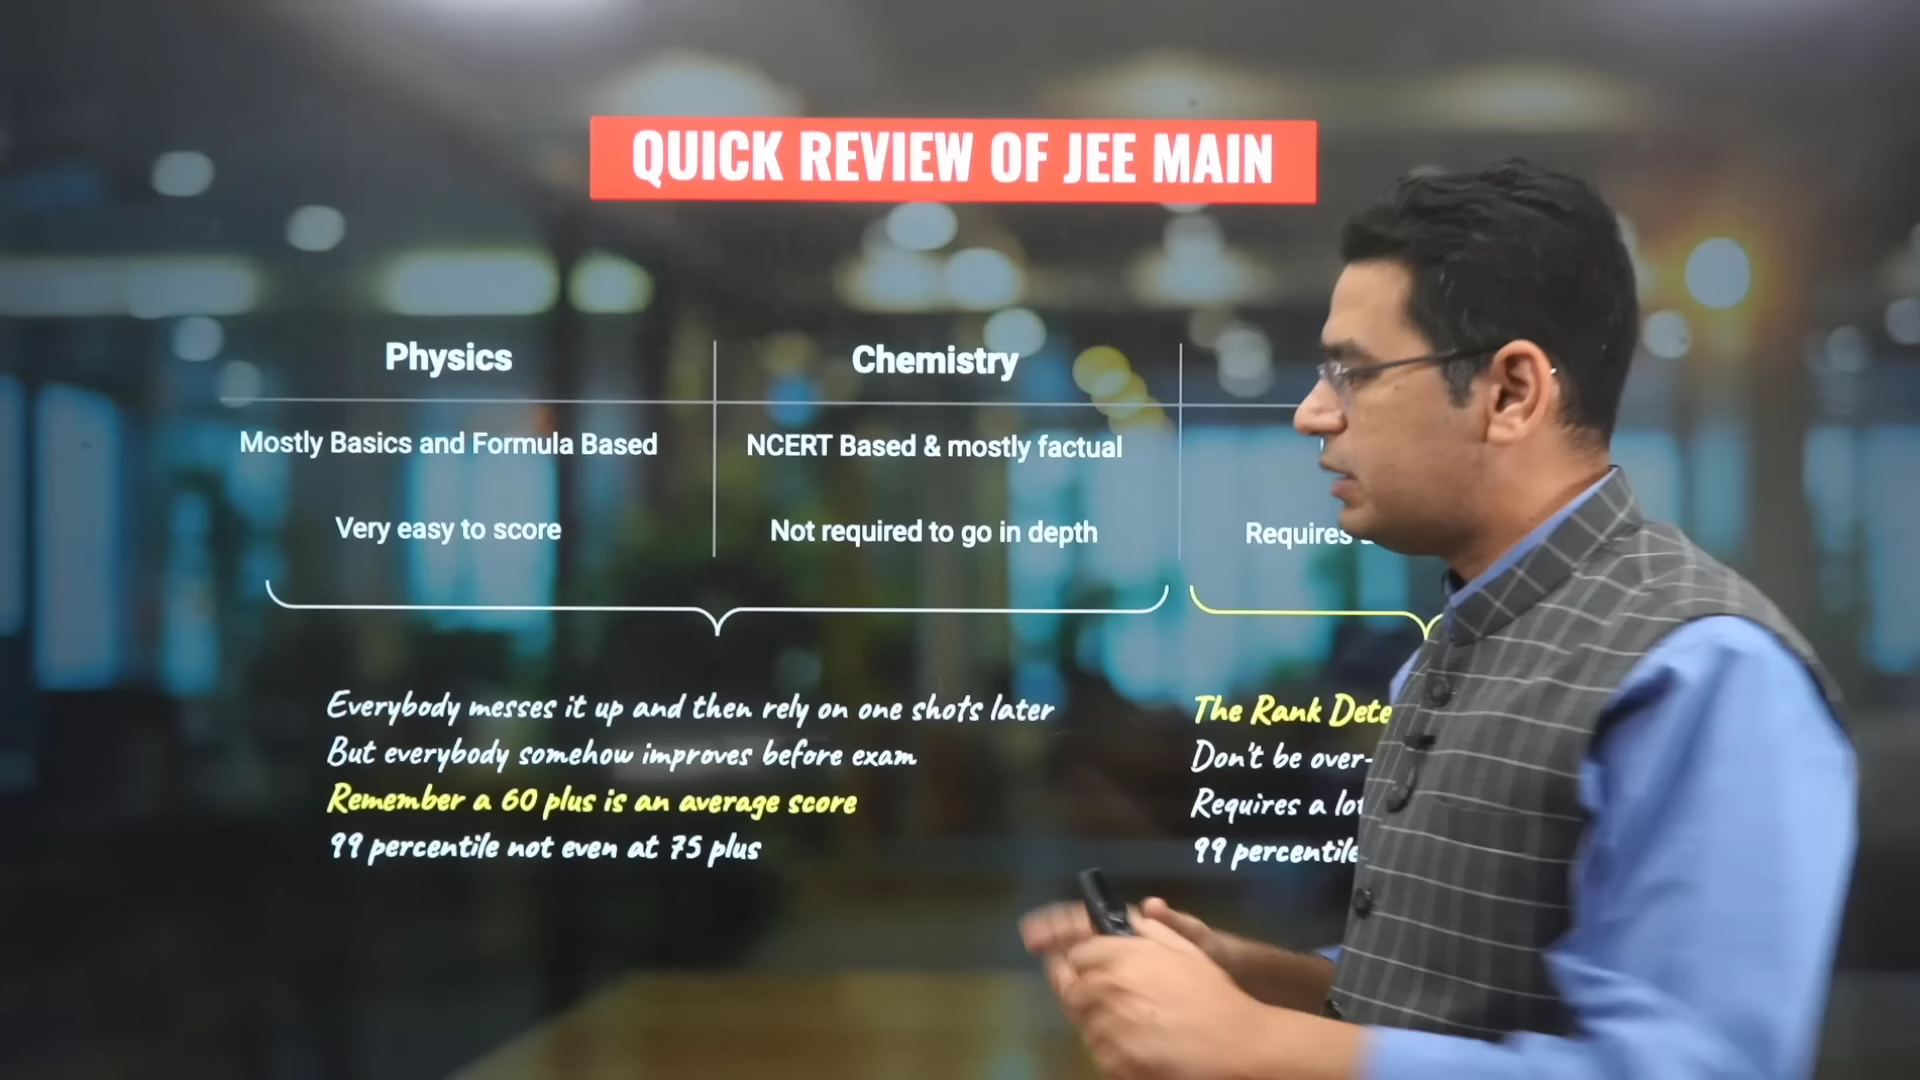 QUICK REVIEW OF JEE MAIN
Physics
Chemistry
Mostly Basics and Formula Based
NCERT Based & mostly factual
Very easy to score
Not required to go in depth
Requires
Everybody messes it up and then rely on one shots later
But everybody somehow improves before exam
Remember a 60 plus is an average score
99 percentile not even at 75 plus
The Rank
Don't be over-
Requires a lot
99 percentile